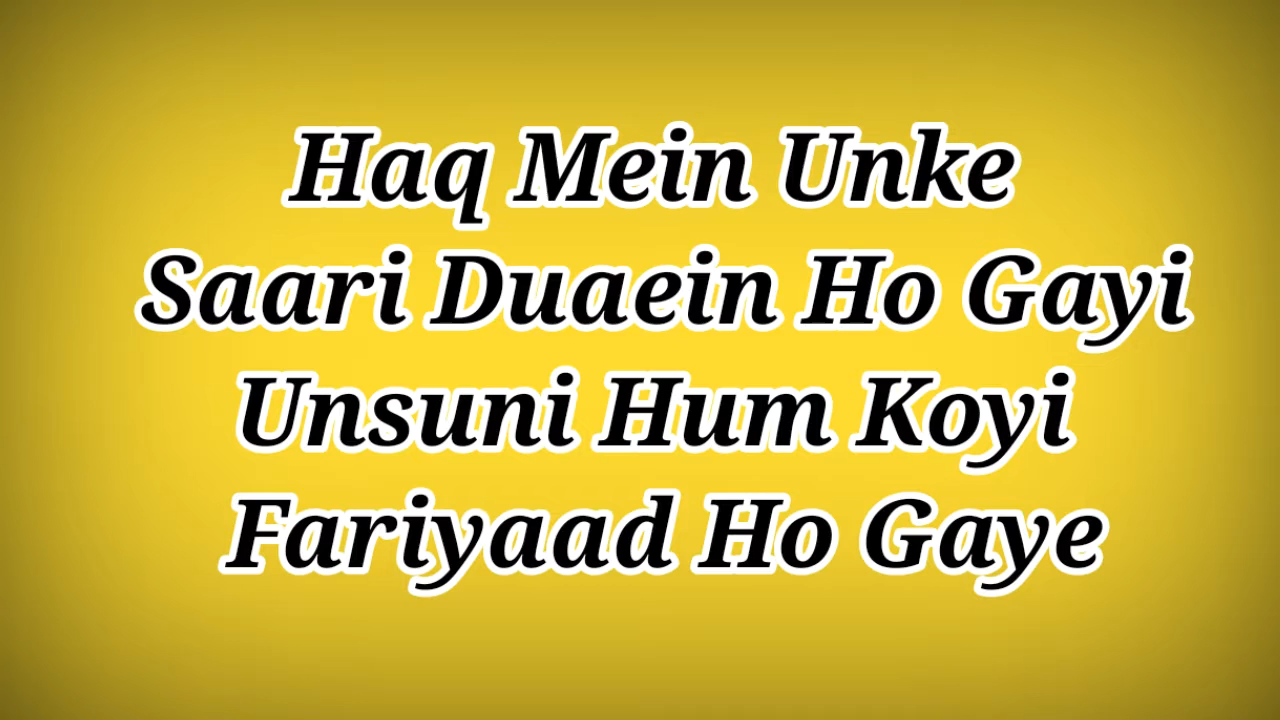 Haq Mein Unke
Saari Duaein Ho Gayi
Unsuni Hum Koyi
Fariyaad Ho Gaye